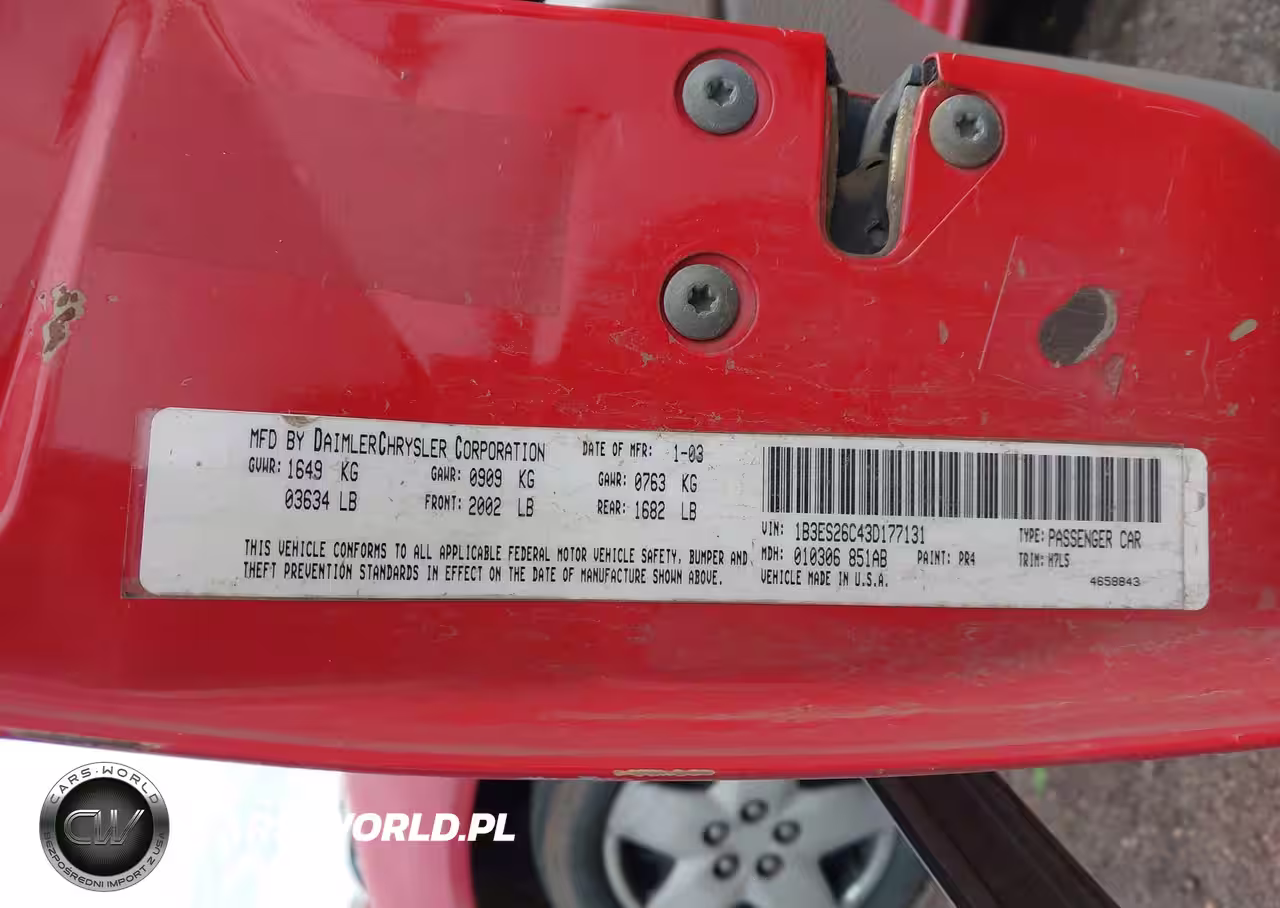 MFD BY DAIMLERCHRYSLER CORPORATION DATE OF MFR: 1-03
GVWR: 1649 KG GAWR: 0909 KG GAWR: 0763 KG
03634 LB FRONT: 2002 LB REAR: 1682 LB
THIS VEHICLE CONFORMS TO ALL APPLICABLE FEDERAL MOTOR VEHICLE SAFETY, BUMPER AND
THEFT PREVENTION STANDARDS IN EFFECT ON THE DATE OF MANUFACTURE SHOWN ABOVE.
VIN: 1B3ES26C43D177131 TYPE: PASSENGER CAR
MDH: 010306 851AB PAINT: PR4 TRIM: M7L5
VEHICLE MADE IN U.S.A. 4658843
CARS-WORLD
CW
BEZPOŚREDNI IMPORT Z USA
CARS-WORLD.PL